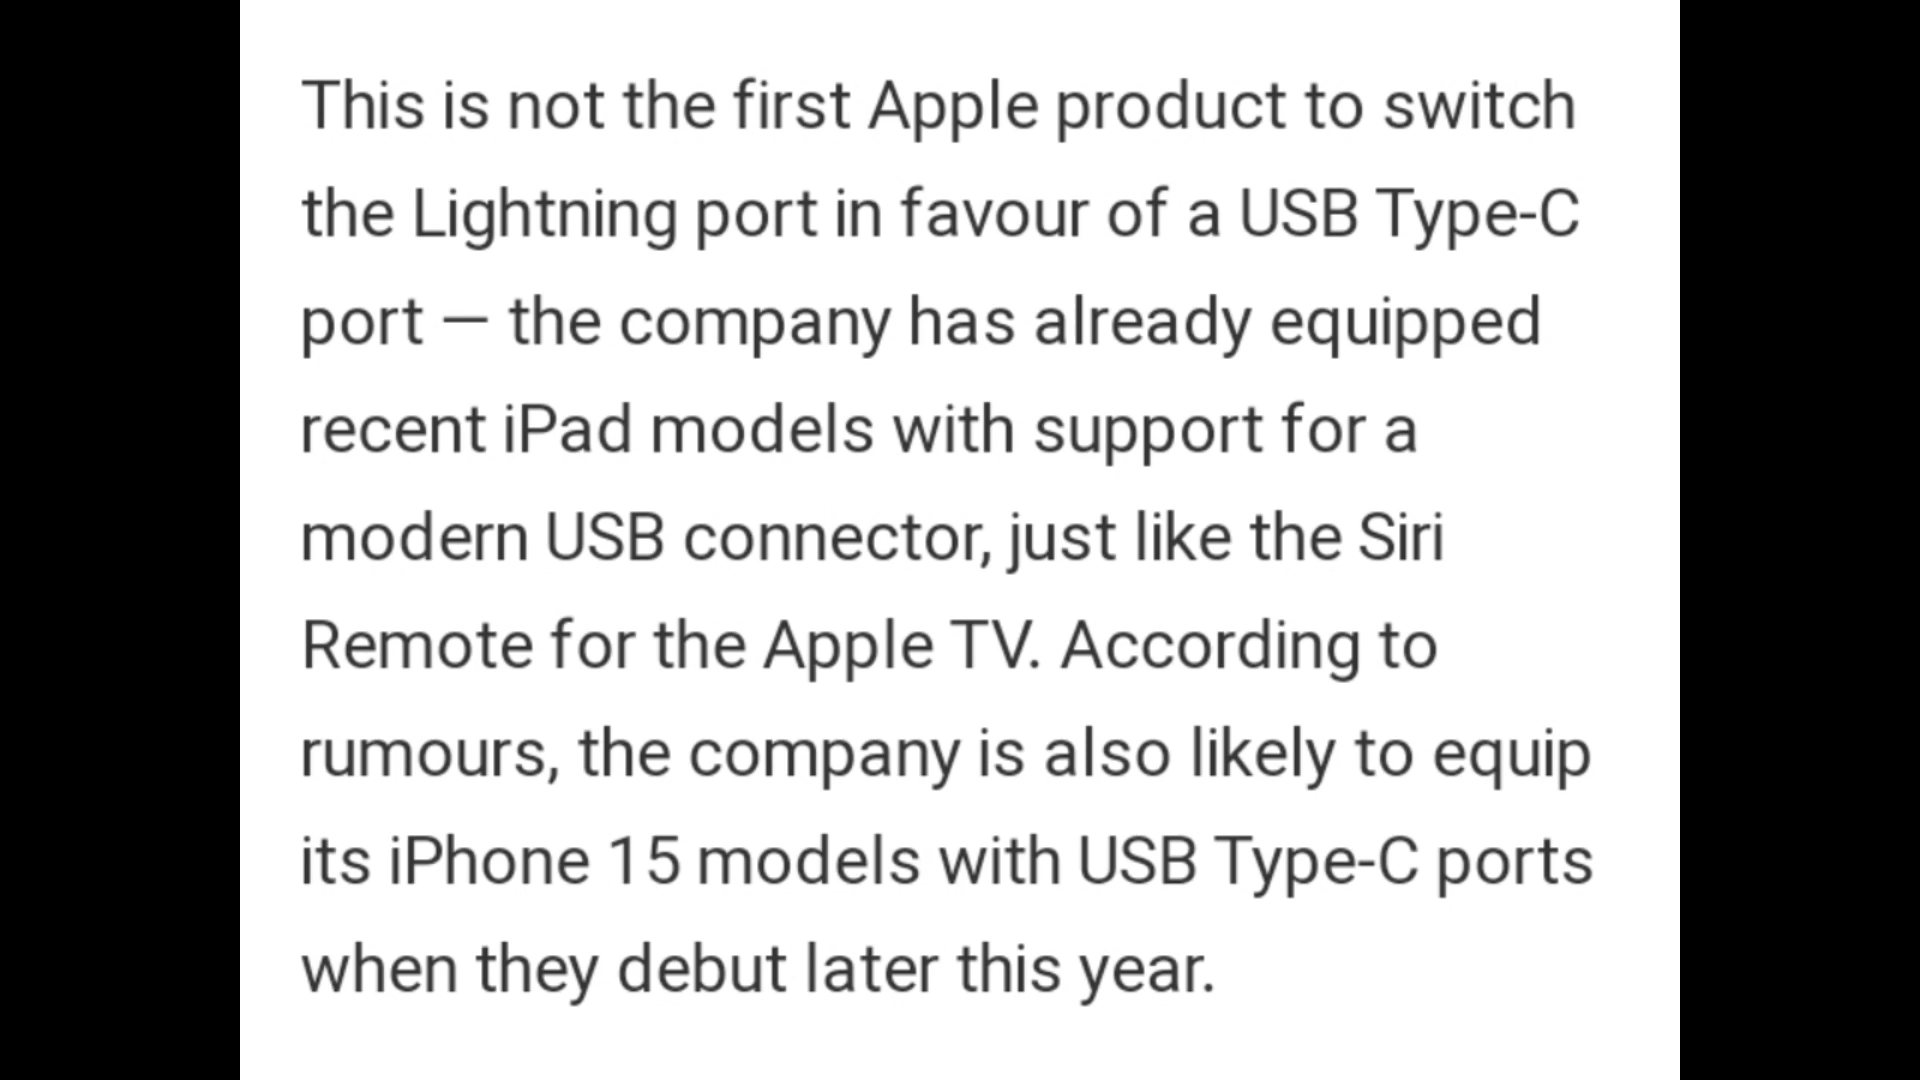 This is not the first Apple product to switch
the Lightning port in favour of a USB Type-C
port — the company has already equipped
recent iPad models with support for a
modern USB connector, just like the Siri
Remote for the Apple TV. According to
rumours, the company is also likely to equip
its iPhone 15 models with USB Type-C ports
when they debut later this year.